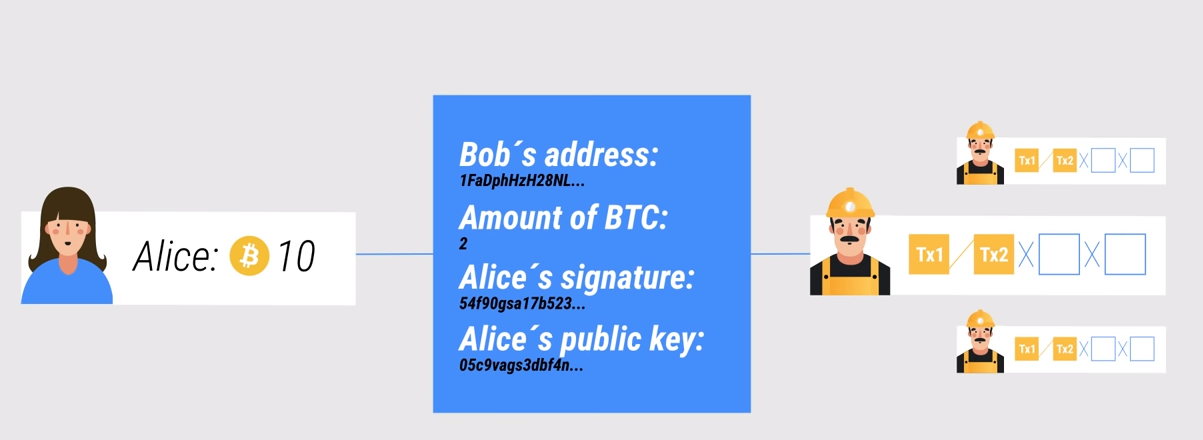 Alice: ₿ 10
Bob´s address:
1FaDphHzH28NL...
Amount of BTC:
2
Alice´s signature:
54f90gsa17b523...
Alice´s public key:
05c9vags3dbf4n...
Tx1 Tx2
Tx1 Tx2
Tx1 Tx2